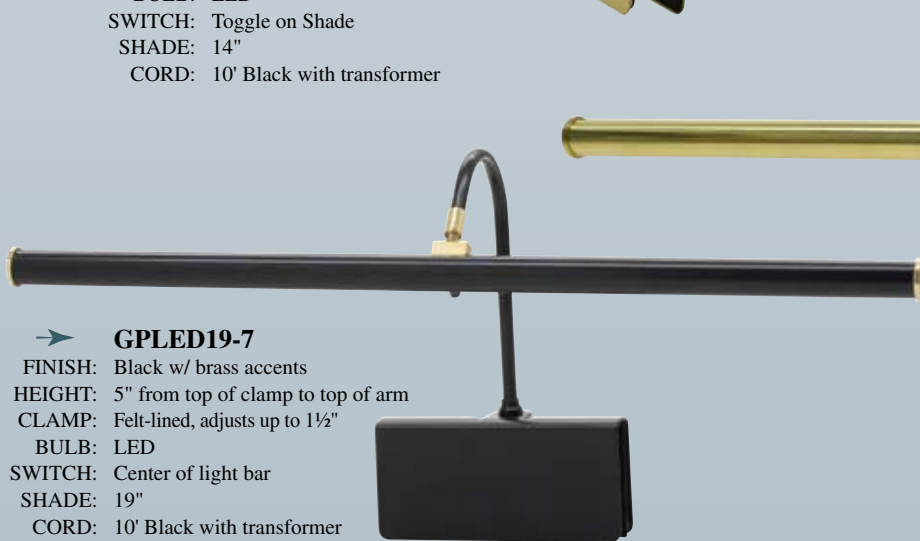 SWITCH: Toggle on Shade
SHADE: 14"
CORD: 10' Black with transformer
GPLED19-7
FINISH: Black w/ brass accents
HEIGHT: 5" from top of clamp to top of arm
CLAMP: Felt-lined, adjusts up to 1½"
BULB: LED
SWITCH: Center of light bar
SHADE: 19"
CORD: 10' Black with transformer